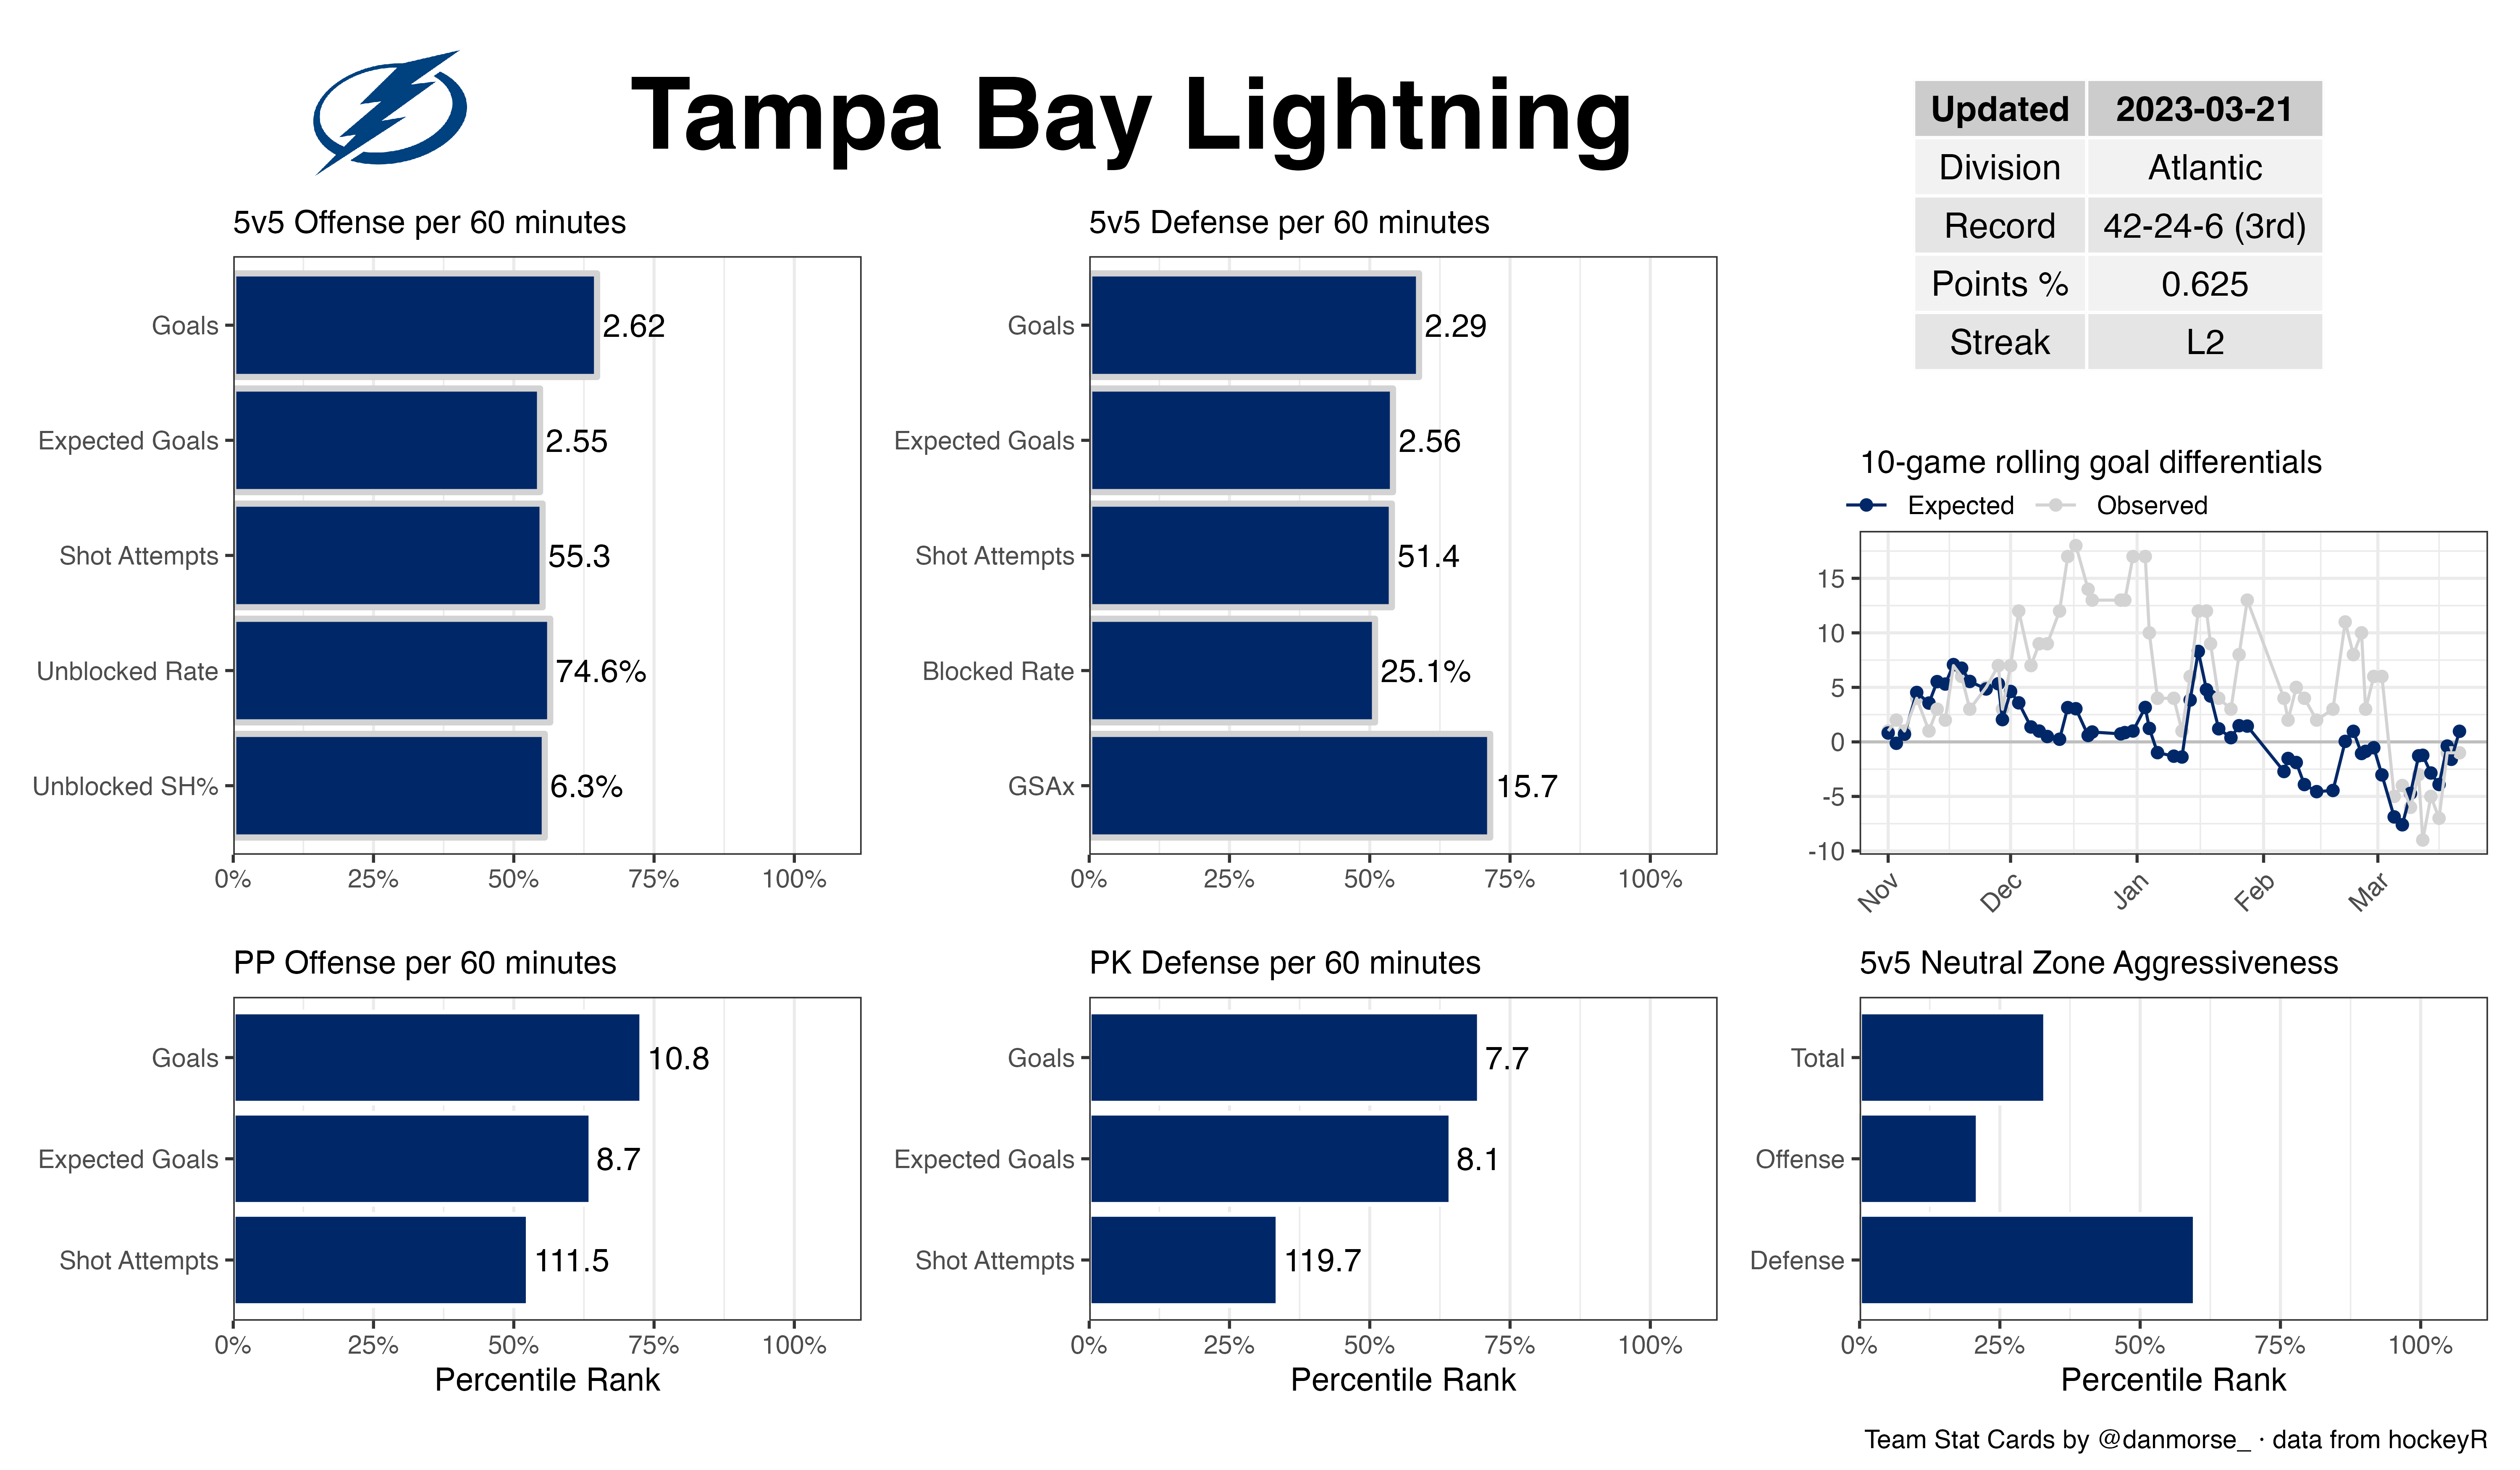 Tampa Bay Lightning
Updated 2023-03-21
Division Atlantic
Record 42-24-6 (3rd)
Points % 0.625
Streak L2
5v5 Offense per 60 minutes
Goals 2.62
Expected Goals 2.55
Shot Attempts 55.3
Unblocked Rate 74.6%
Unblocked SH% 6.3%
0% 25% 50% 75% 100%
5v5 Defense per 60 minutes
Goals 2.29
Expected Goals 2.56
Shot Attempts 51.4
Blocked Rate 25.1%
GSAx 15.7
0% 25% 50% 75% 100%
10-game rolling goal differentials
Expected Observed
15
10
5
0
-5
-10
Nov Dec Jan Feb Mar
PP Offense per 60 minutes
Goals 10.8
Expected Goals 8.7
Shot Attempts 111.5
0% 25% 50% 75% 100%
Percentile Rank
PK Defense per 60 minutes
Goals 7.7
Expected Goals 8.1
Shot Attempts 119.7
0% 25% 50% 75% 100%
Percentile Rank
5v5 Neutral Zone Aggressiveness
Total
Offense
Defense
0% 25% 50% 75% 100%
Percentile Rank
Team Stat Cards by @danmorse_ · data from hockeyR